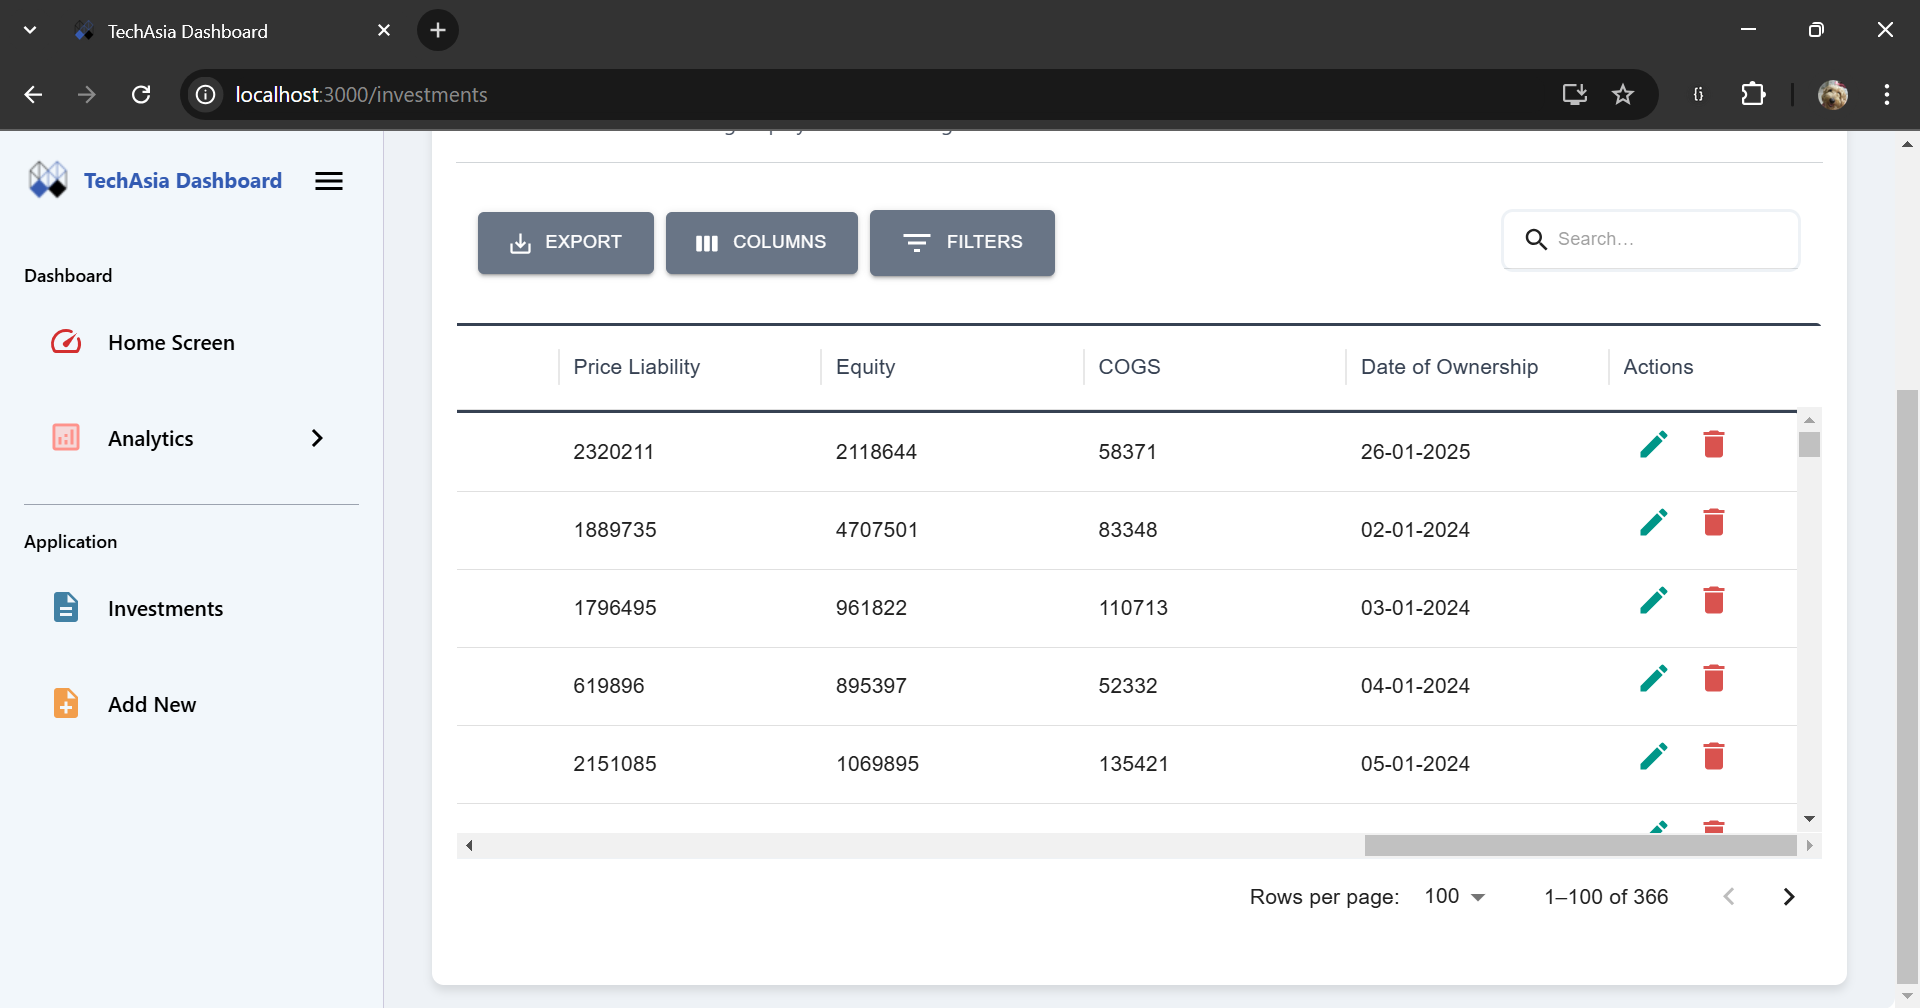 TechAsia Dashboard
localhost:3000/investments
TechAsia Dashboard
Dashboard
Home Screen
Analytics
Application
Investments
Add New
EXPORT COLUMNS FILTERS Search...
Price Liability Equity COGS Date of Ownership Actions
2320211 2118644 58371 26-01-2025
1889735 4707501 83348 02-01-2024
1796495 961822 110713 03-01-2024
619896 895397 52332 04-01-2024
2151085 1069895 135421 05-01-2024
Rows per page: 100 1–100 of 366